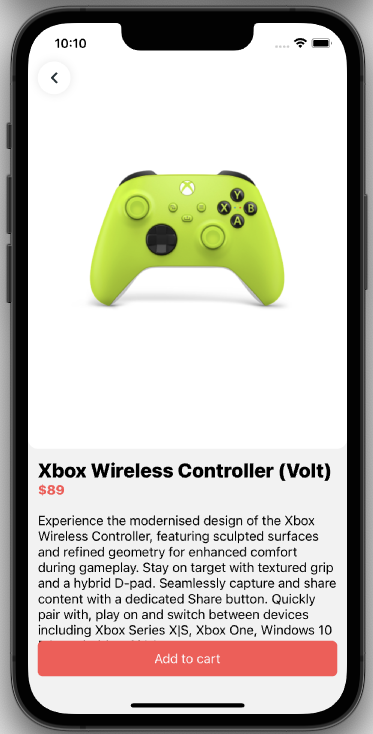 10:10
Y
X
B
A
Xbox Wireless Controller (Volt)
$89
Experience the modernised design of the Xbox
Wireless Controller, featuring sculpted surfaces
and refined geometry for enhanced comfort
during gameplay. Stay on target with textured grip
and a hybrid D-pad. Seamlessly capture and share
content with a dedicated Share button. Quickly
pair with, play on and switch between devices
including Xbox Series X|S, Xbox One, Windows 10
Add to cart